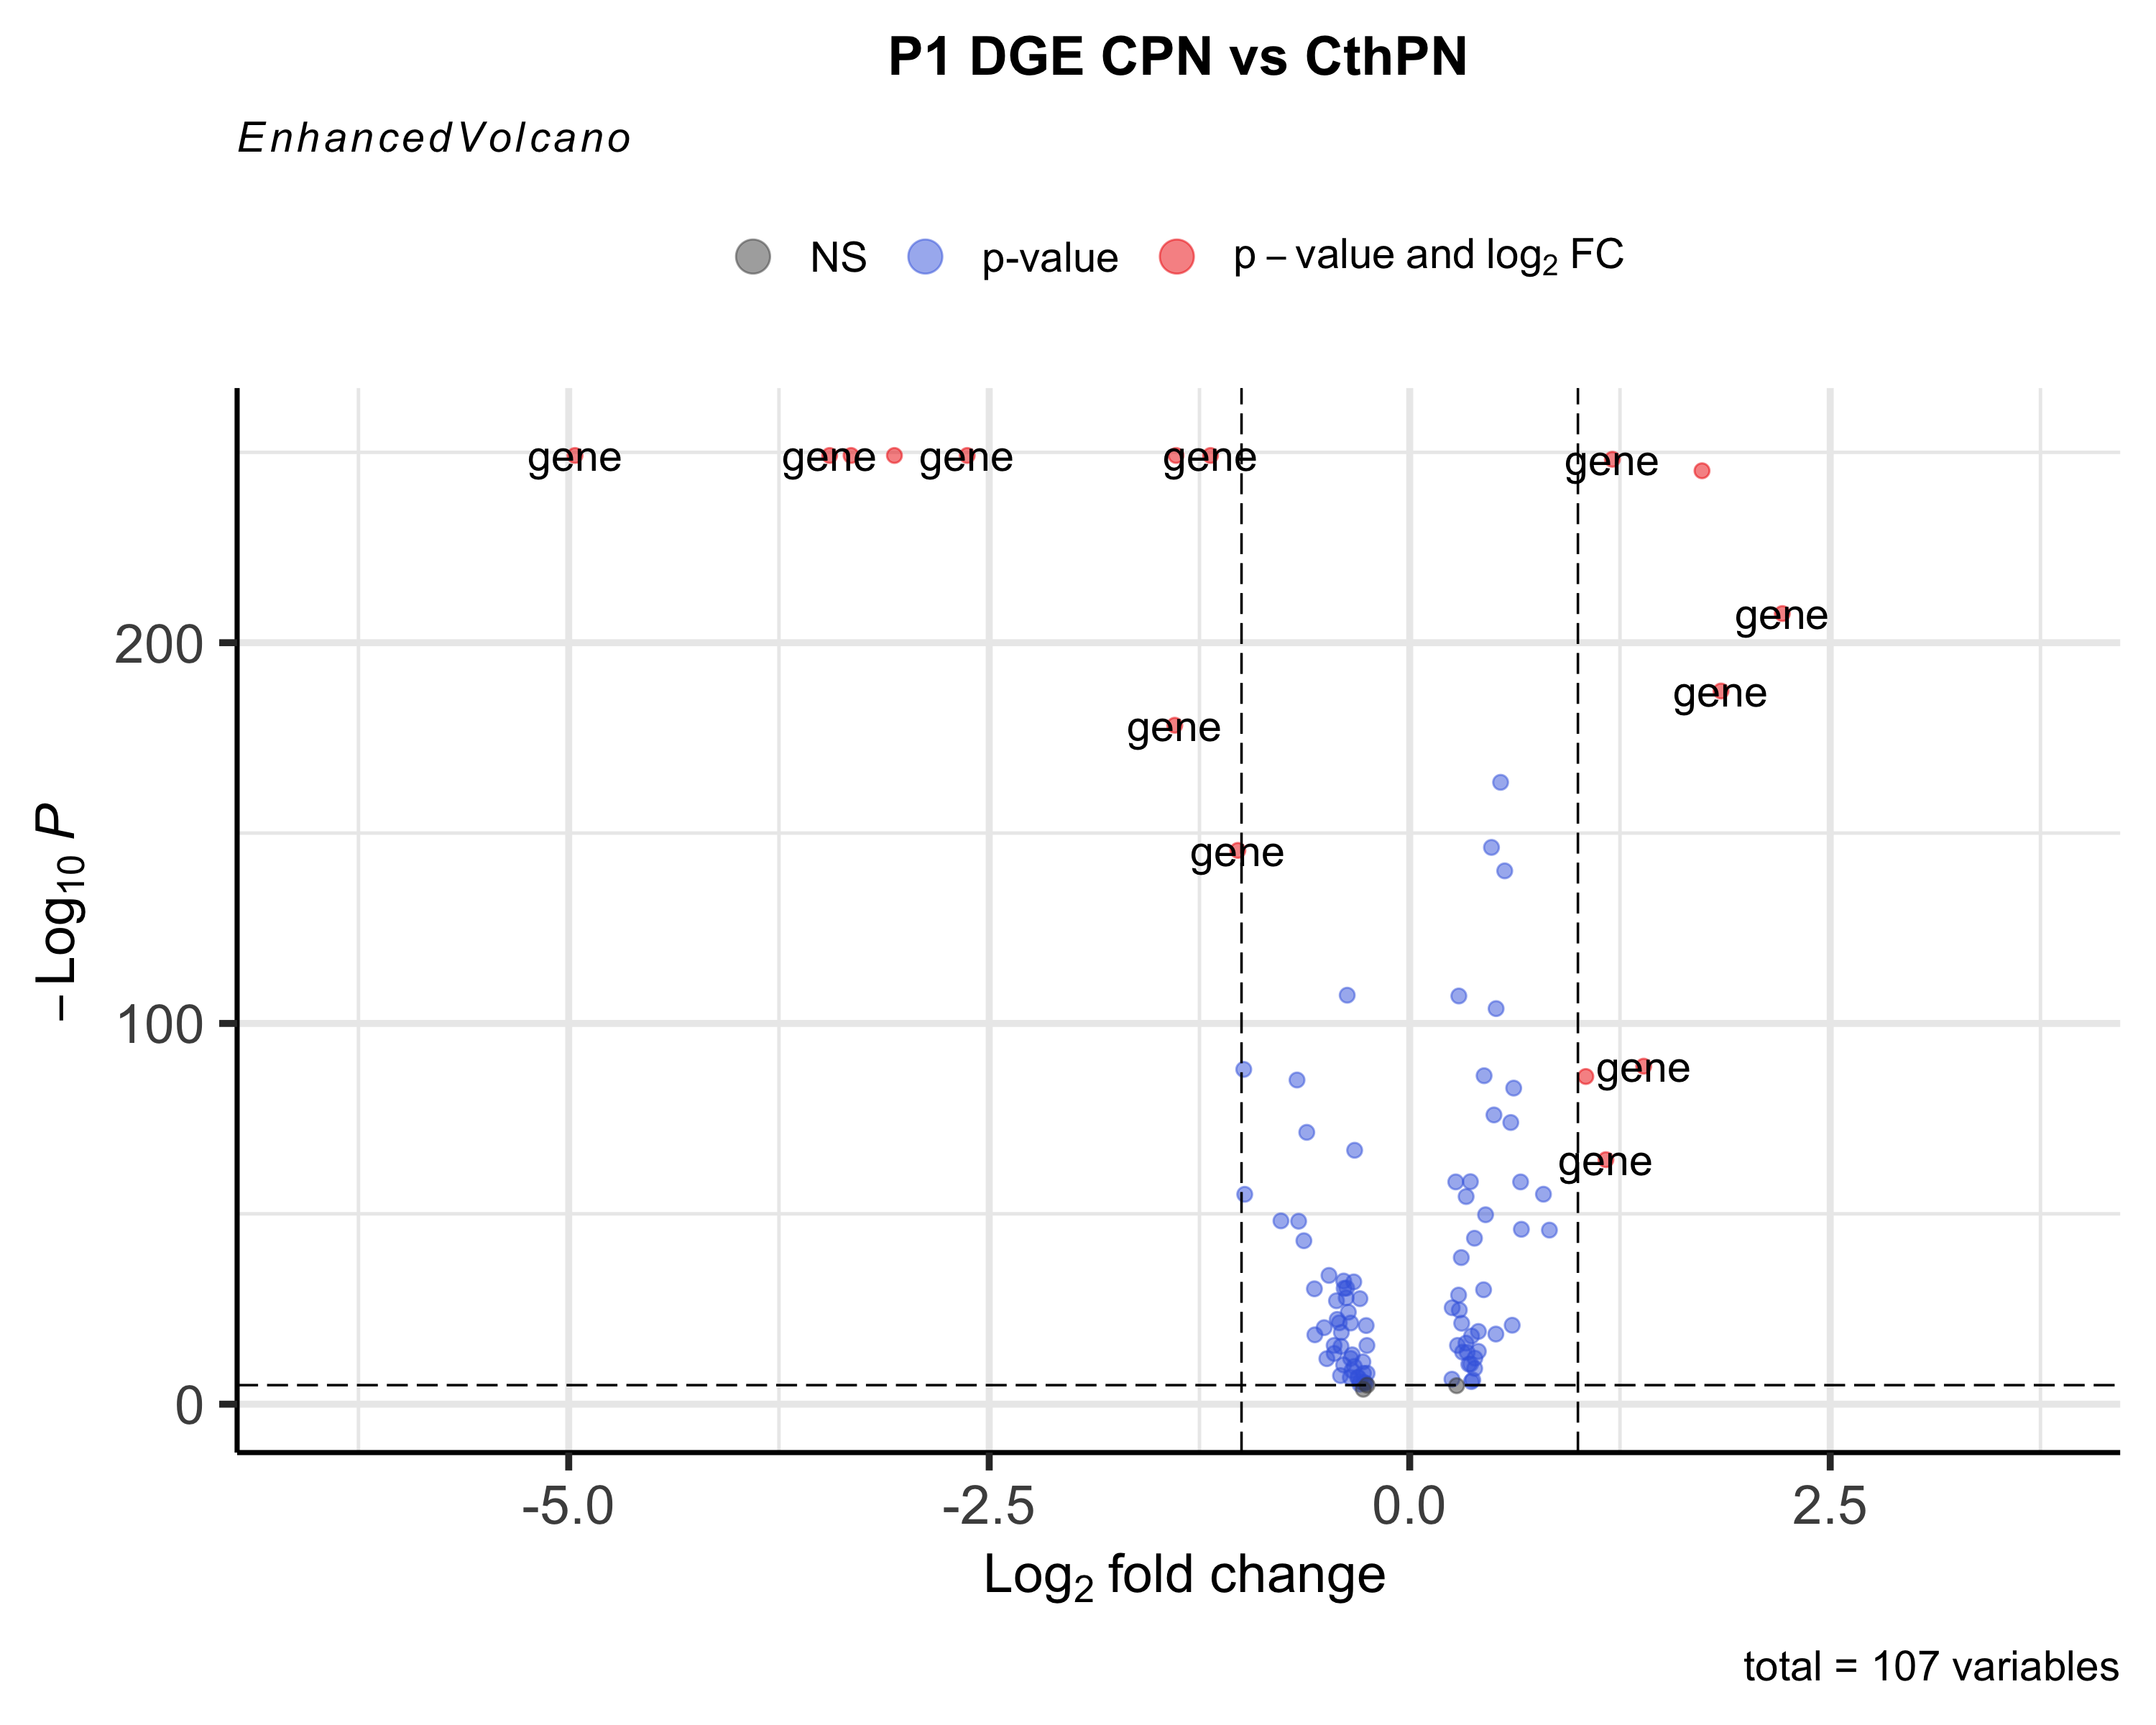 P1 DGE CPN vs CthPN
EnhancedVolcano
NS p-value p – value and log₂ FC
gene gene gene gene gene
gene
gene
gene
gene
gene
gene
200
100
0
– Log₁₀ P
-5.0 -2.5 0.0 2.5
Log₂ fold change
total = 107 variables